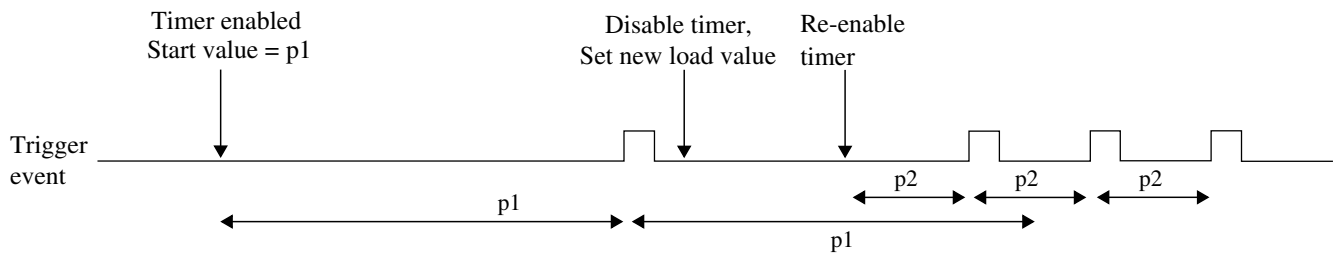 Timer enabled
Start value = p1
Disable timer,
Set new load value
Re-enable
timer
Trigger
event
p2
p2
p2
p1
p1